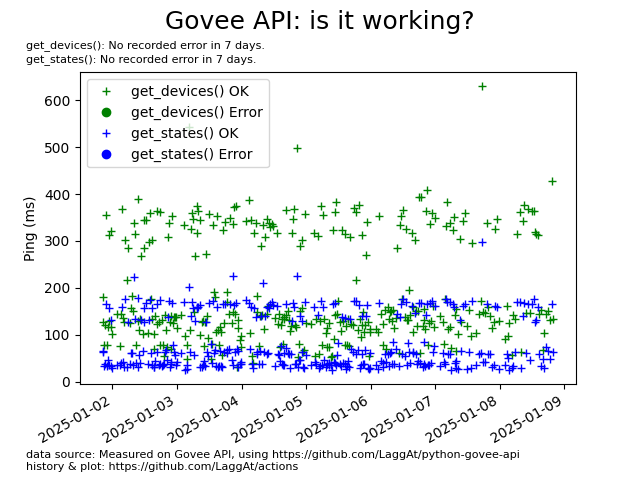 Govee API: is it working?
get_devices(): No recorded error in 7 days.
get_states(): No recorded error in 7 days.
get_devices() OK
get_devices() Error
get_states() OK
get_states() Error
Ping (ms)
600
500
400
300
200
100
0
2025-01-02
2025-01-03
2025-01-04
2025-01-05
2025-01-06
2025-01-07
2025-01-08
2025-01-09
data source: Measured on Govee API, using https://github.com/LaggAt/python-govee-api
history & plot: https://github.com/LaggAt/actions